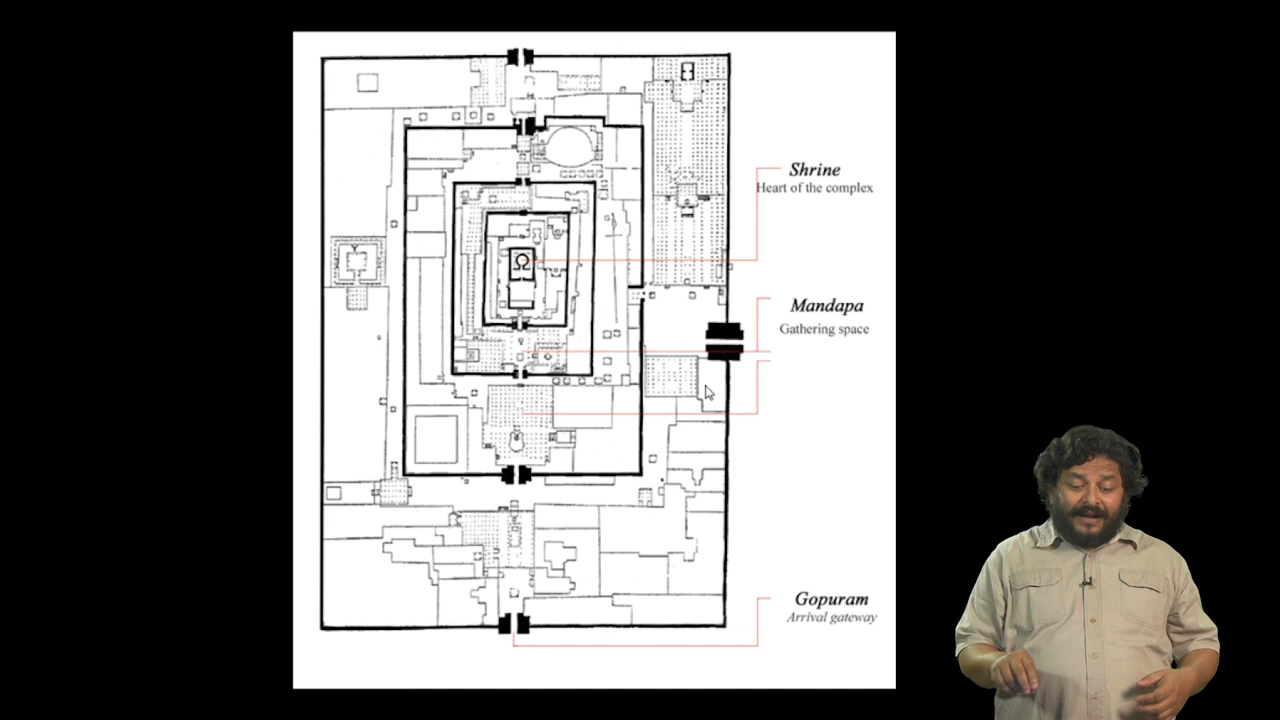 Shrine
Heart of the complex
Mandapa
Gathering space
Gopuram
Arrival gateway